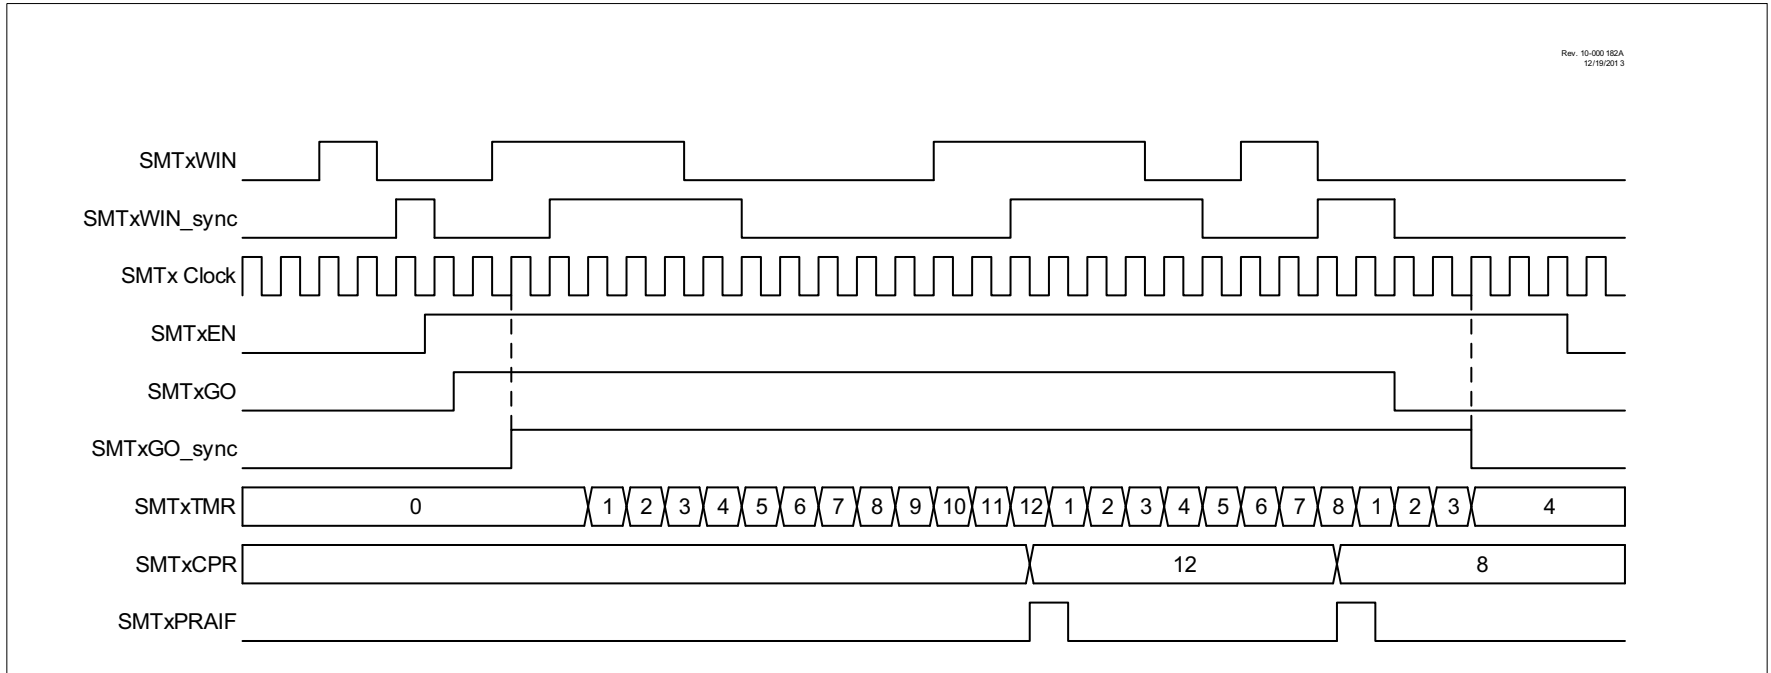 Rev. 10-000 182A
12/19/201 3
SMTxWIN
SMTxWIN_sync
SMTx Clock
SMTxEN
SMTxGO
SMTxGO_sync
SMTxTMR 0 1 2 3 4 5 6 7 8 9 10 11 12 1 2 3 4 5 6 7 8 1 2 3 4
SMTxCPR 12 8
SMTxPRAIF